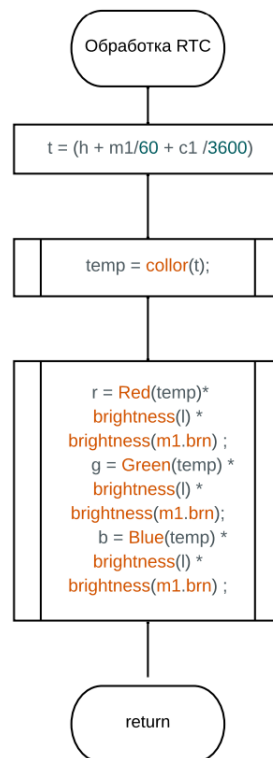 Обработка RTC
t = (h + m1/60 + c1 /3600)
temp = collor(t);
r = Red(temp)*
brightness(l) *
brightness(m1.brn) ;
g = Green(temp) *
brightness(l) *
brightness(m1.brn);
b = Blue(temp) *
brightness(l) *
brightness(m1.brn) ;
return